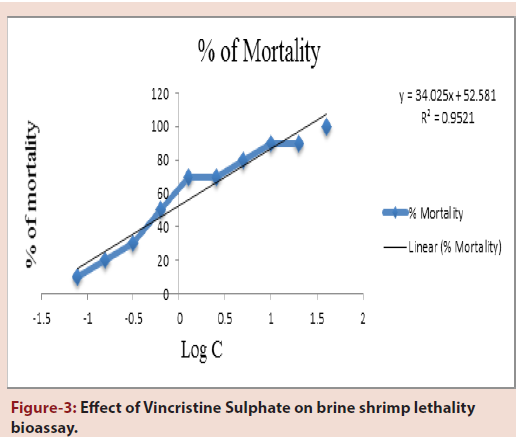 % of Mortality
y = 34.025x + 52.581
R² = 0.9521
% of mortality
120
100
80
60
40
20
0
-1.5 -1 -0.5 0 0.5 1 1.5 2
Log C
% Mortality
Linear (% Mortality)
Figure-3: Effect of Vincristine Sulphate on brine shrimp lethality
bioassay.